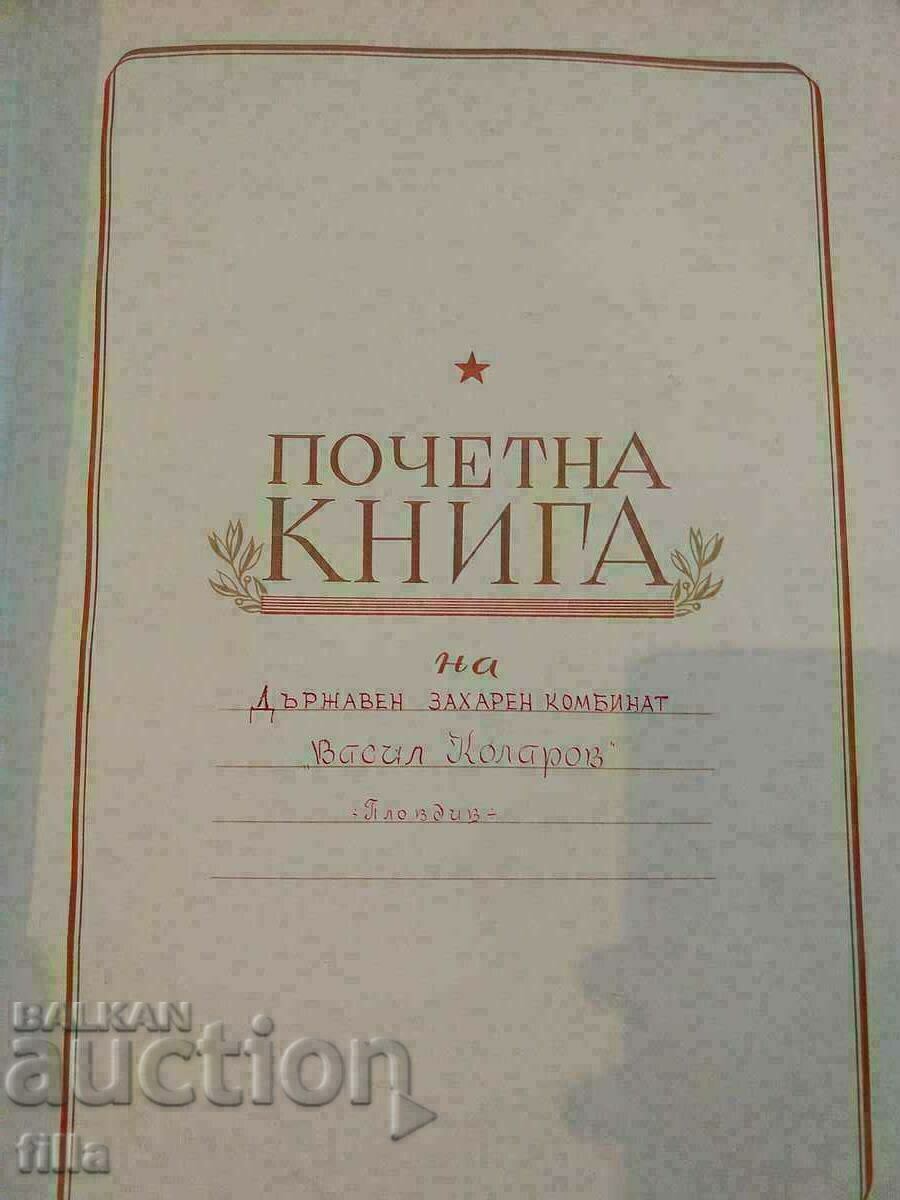 ПОЧЕТНА
КНИГА
на
ДЪРЖАВЕН ЗАХАРЕН КОМБИНАТ
„Васил Коларов"
-:Пловдив:-
BALKAN
auction
filla